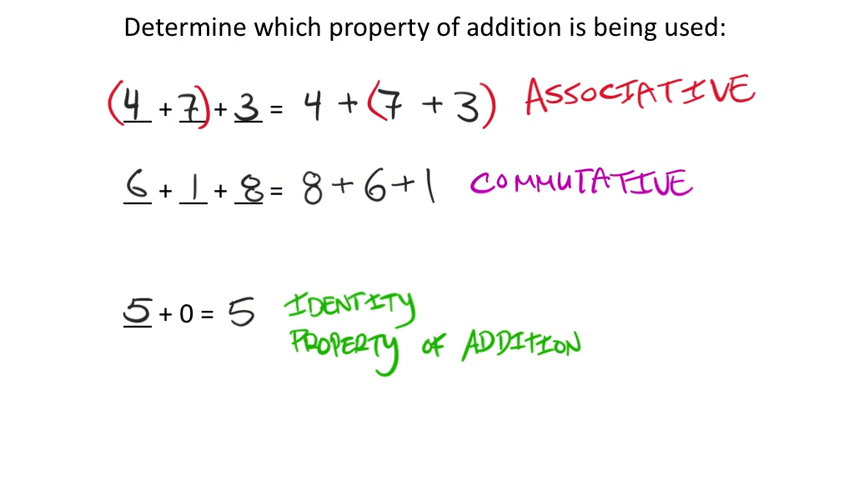 Determine which property of addition is being used:
(4 + 7) + 3 = 4 + (7 + 3) ASSOCIATIVE
6 + 1 + 8 = 8 + 6 + 1 COMMUTATIVE
5 + 0 = 5 IDENTITY
PROPERTY OF ADDITION